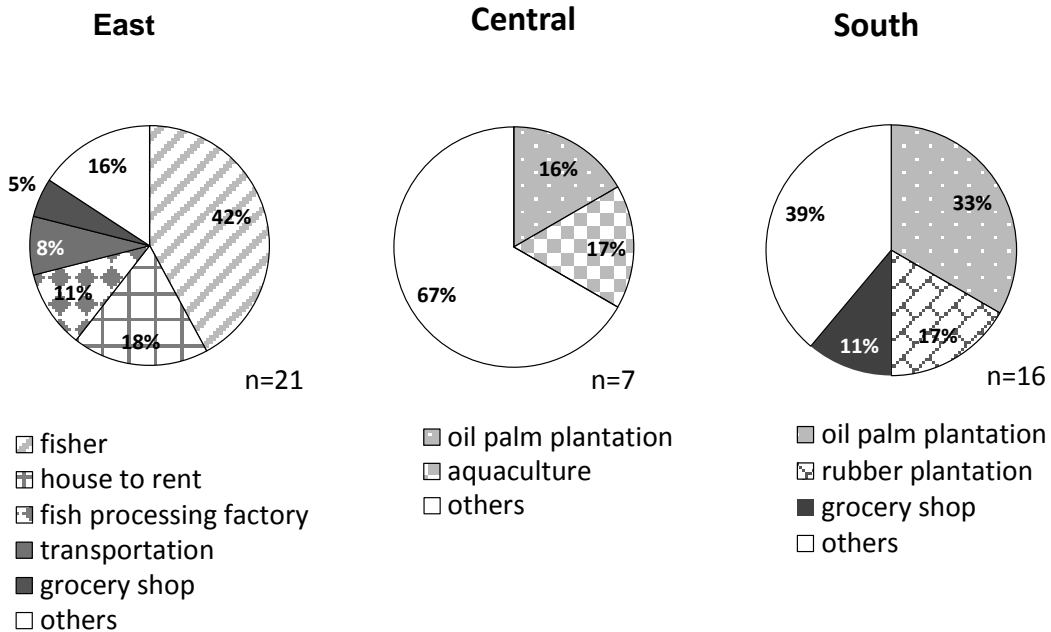 East
42%
18%
11%
8%
5%
16%
n=21
fisher
house to rent
fish processing factory
transportation
grocery shop
others
Central
16%
17%
67%
n=7
oil palm plantation
aquaculture
others
South
33%
17%
11%
39%
n=16
oil palm plantation
rubber plantation
grocery shop
others